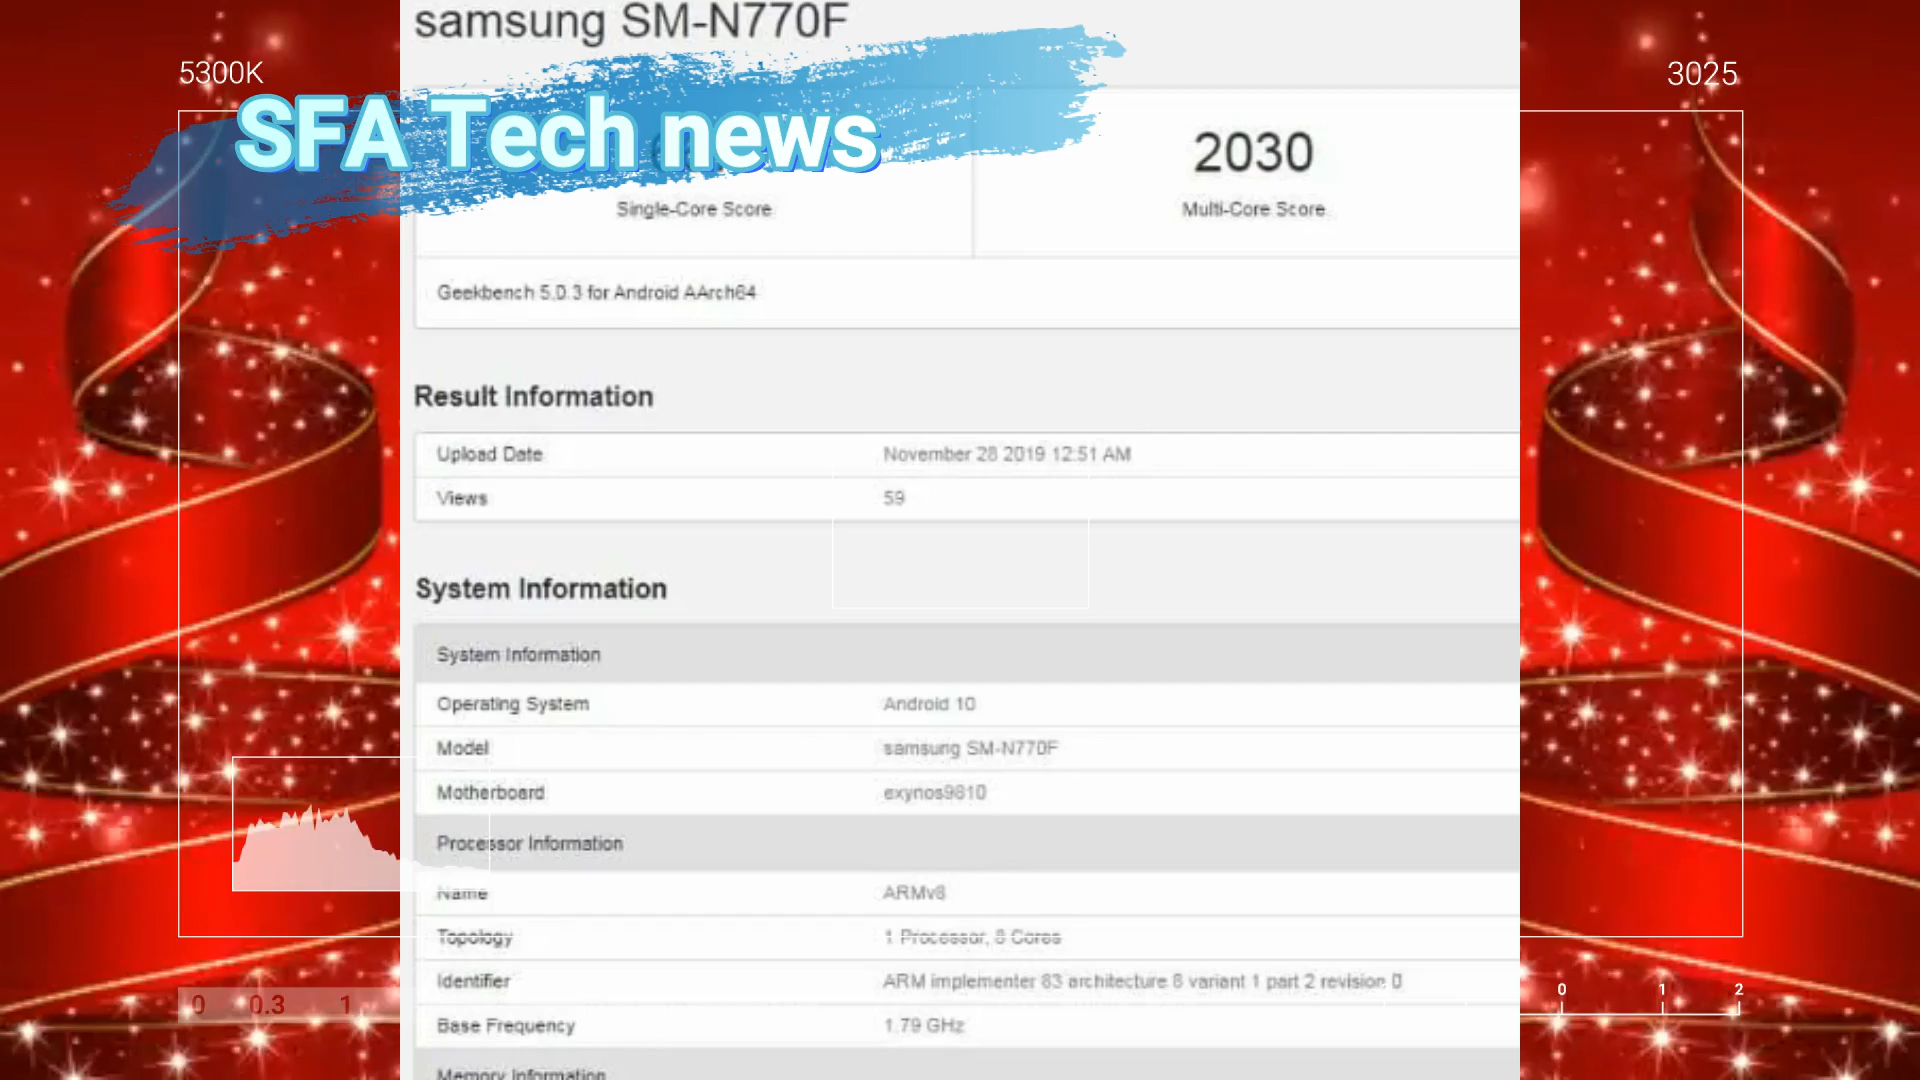 samsung SM-N770F
5300K
3025
SFA Tech news
2030
Single-Core Score
Multi-Core Score
Geekbench 5.0.3 for Android AArch64
Result Information
Upload Date November 28 2019 12:51 AM
Views 59
System Information
System Information
Operating System Android 10
Model samsung SM-N770F
Motherboard exynos9810
Processor Information
Name ARMv8
Topology 1 Processor, 8 Cores
Identifier ARM implementer 83 architecture 8 variant 1 part 2 revision 0
0 1 2
0 0.3 1
Base Frequency 1.79 GHz
Memory Information